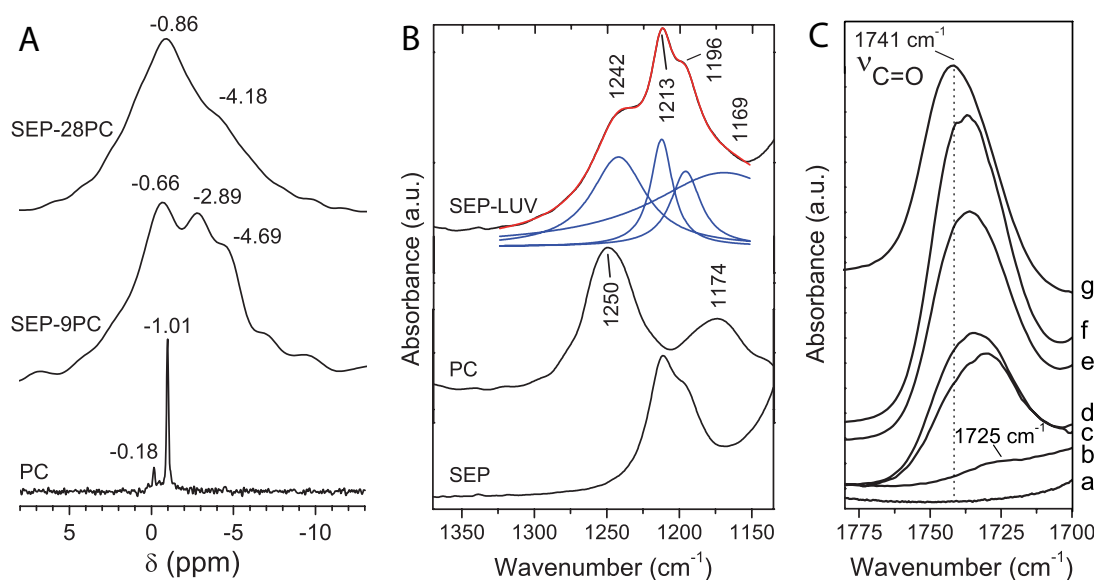 A
-0.86
-4.18
SEP-28PC
-0.66
-2.89
-4.69
SEP-9PC
-1.01
-0.18
PC
5 0 -5 -10
δ (ppm)
B
Absorbance (a.u.)
1242
1213
1196
1169
SEP-LUV
1250
1174
PC
SEP
1350 1300 1250 1200 1150
Wavenumber (cm-1)
C
Absorbance (a.u.)
1741 cm-1
νC=O
g
f
e
d
c
1725 cm-1
b
a
1775 1750 1725 1700
Wavenumber (cm-1)